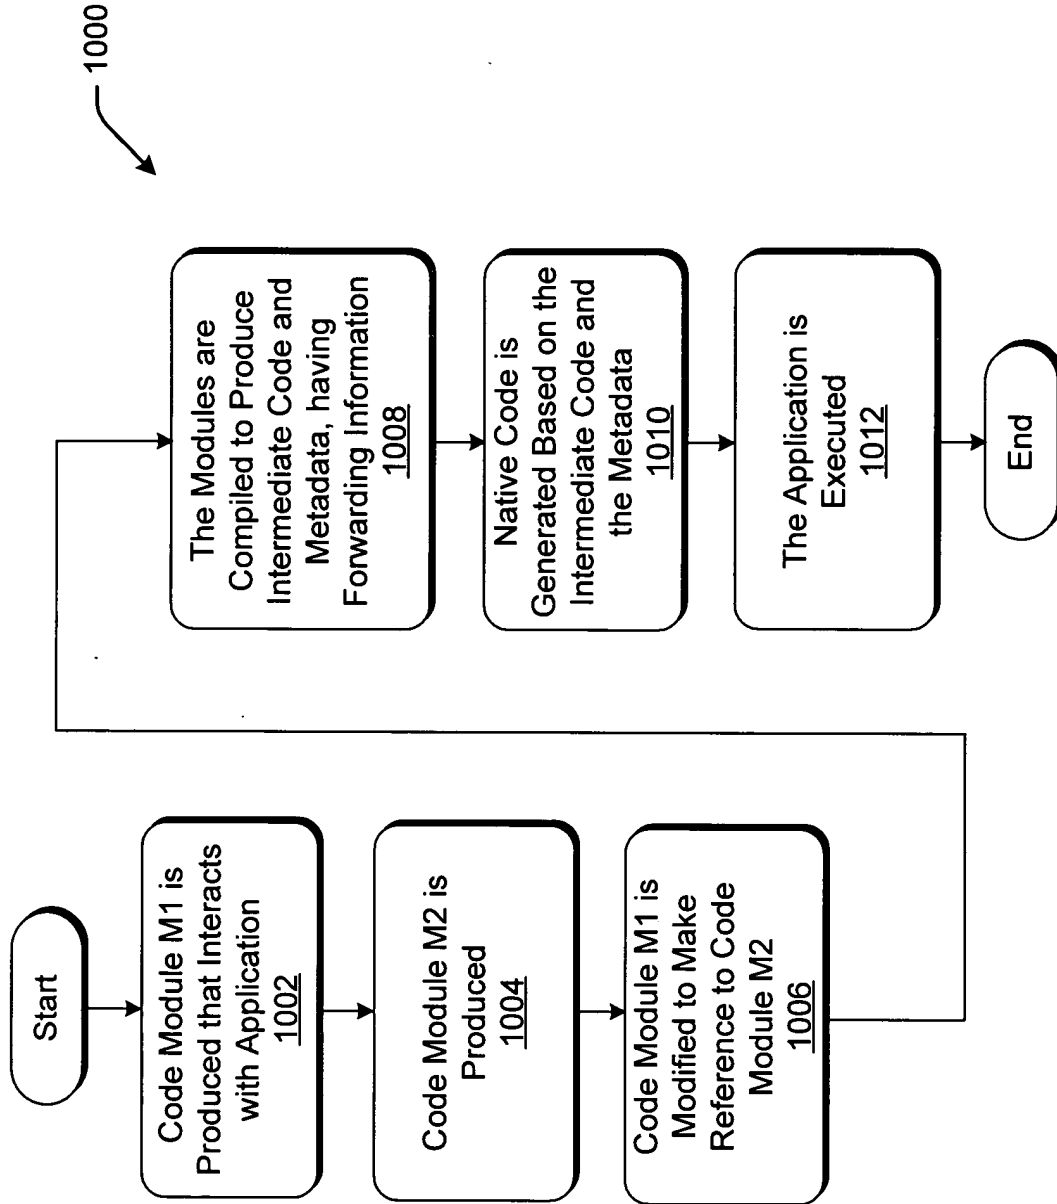 1000
Start
Code Module M1 is
Produced that Interacts
with Application
1002
Code Module M2 is
Produced
1004
Code Module M1 is
Modified to Make
Reference to Code
Module M2
1006
The Modules are
Compiled to Produce
Intermediate Code and
Metadata, having
Forwarding Information
1008
Native Code is
Generated Based on the
Intermediate Code and
the Metadata
1010
The Application is
Executed
1012
End